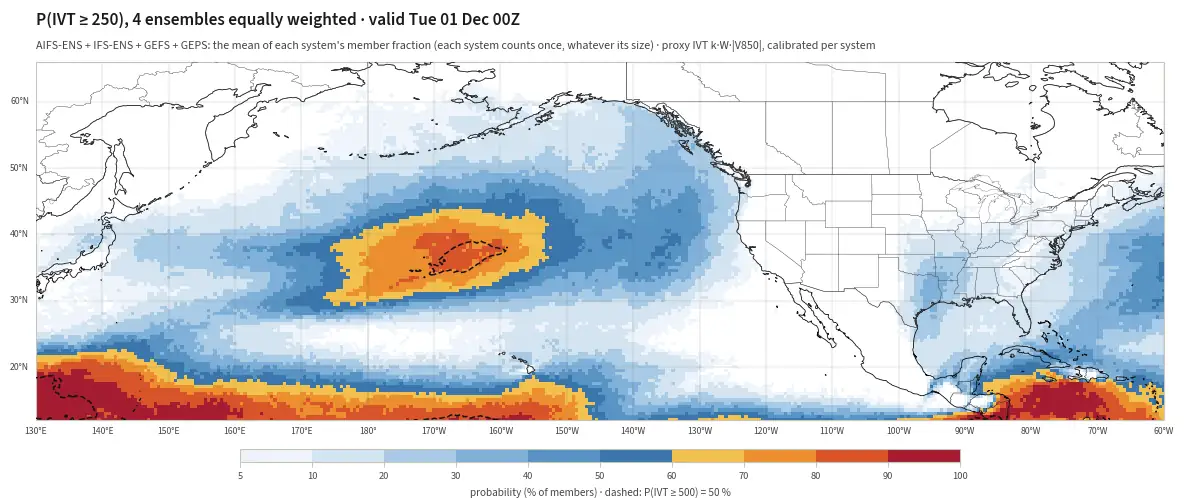 P(IVT ≥ 250), 4 ensembles equally weighted · valid Tue 01 Dec 00Z
AIFS-ENS + IFS-ENS + GEFS + GEPS: the mean of each system's member fraction (each system counts once, whatever its size) · proxy IVT k·W·|V850|, calibrated per system
60°N
50°N
40°N
30°N
20°N
130°E 140°E 150°E 160°E 170°E 180° 170°W 160°W 150°W 140°W 130°W 120°W 110°W 100°W 90°W 80°W 70°W 60°W
5 10 20 30 40 50 60 70 80 90 100
probability (% of members) · dashed: P(IVT ≥ 500) = 50 %